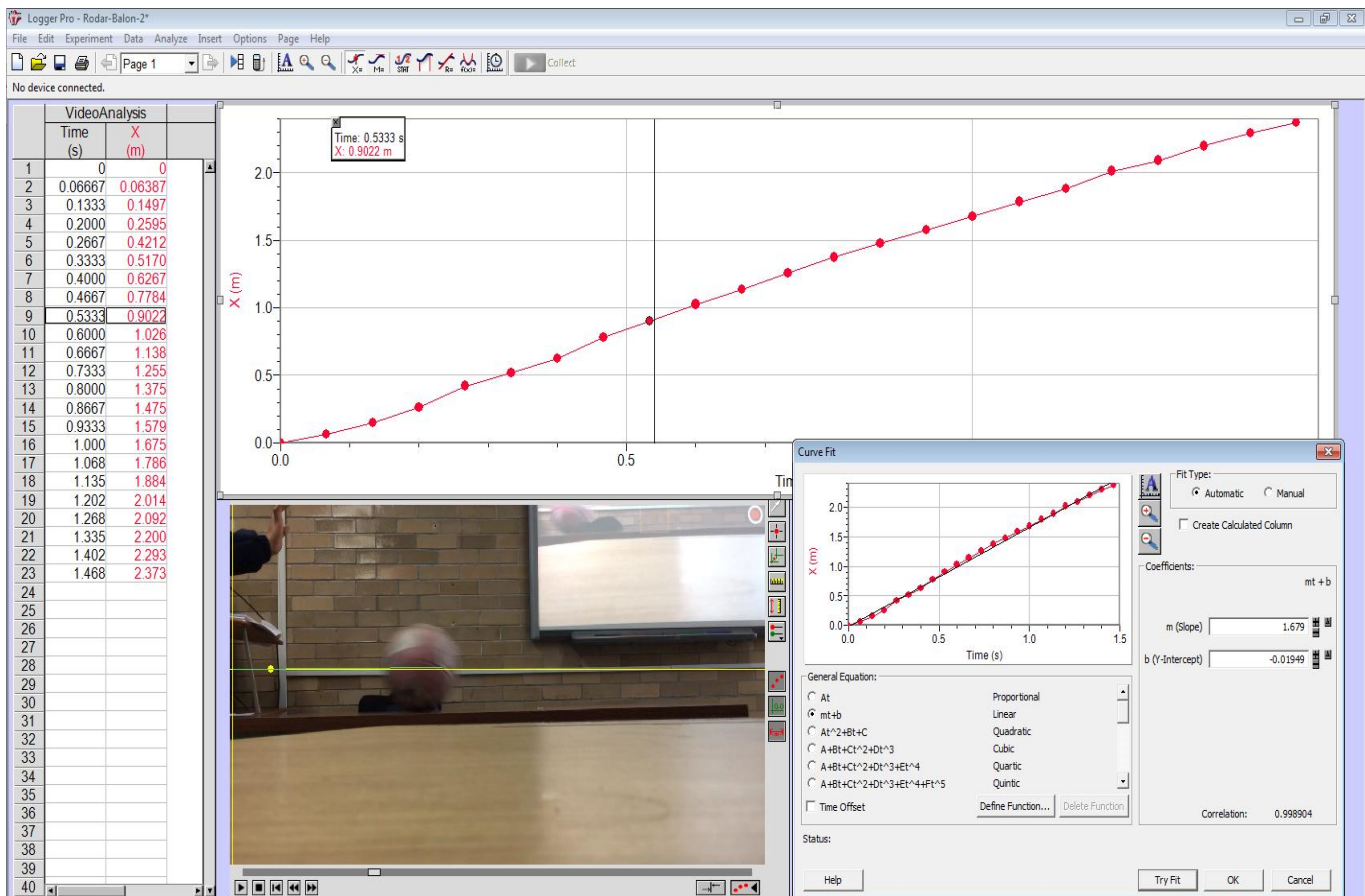 Logger Pro - Rodar-Balon-2*
File Edit Experiment Data Analyze Insert Options Page Help
Page 1
Collect
No device connected.
VideoAnalysis
Time X
(s) (m)
1 0 0
2 0.06667 0.06387
3 0.1333 0.1497
4 0.2000 0.2595
5 0.2667 0.4212
6 0.3333 0.5170
7 0.4000 0.6267
8 0.4667 0.7784
9 0.5333 0.9022
10 0.6000 1.026
11 0.6667 1.138
12 0.7333 1.255
13 0.8000 1.375
14 0.8667 1.475
15 0.9333 1.579
16 1.000 1.675
17 1.068 1.786
18 1.135 1.884
19 1.202 2.014
20 1.268 2.092
21 1.335 2.200
22 1.402 2.293
23 1.468 2.373
24
25
26
27
28
29
30
31
32
33
34
35
36
37
38
39
40
Time: 0.5333 s
X: 0.9022 m
2.0
1.5
1.0
0.5
0.0
X (m)
0.0 0.5
Curve Fit
2.0
1.5
1.0
0.5
0.0
X (m)
0.0 0.5 1.0 1.5
Time (s)
Fit Type:
Automatic Manual
Create Calculated Column
Coefficients:
mt + b
m (Slope) 1.679
b (Y-Intercept) -0.01949
General Equation:
At Proportional
mt+b Linear
At^2+Bt+C Quadratic
A+Bt+Ct^2+Dt^3 Cubic
A+Bt+Ct^2+Dt^3+Et^4 Quartic
A+Bt+Ct^2+Dt^3+Et^4+Ft^5 Quintic
Time Offset Define Function... Delete Function
Correlation: 0.998904
Status:
Help Try Fit OK Cancel